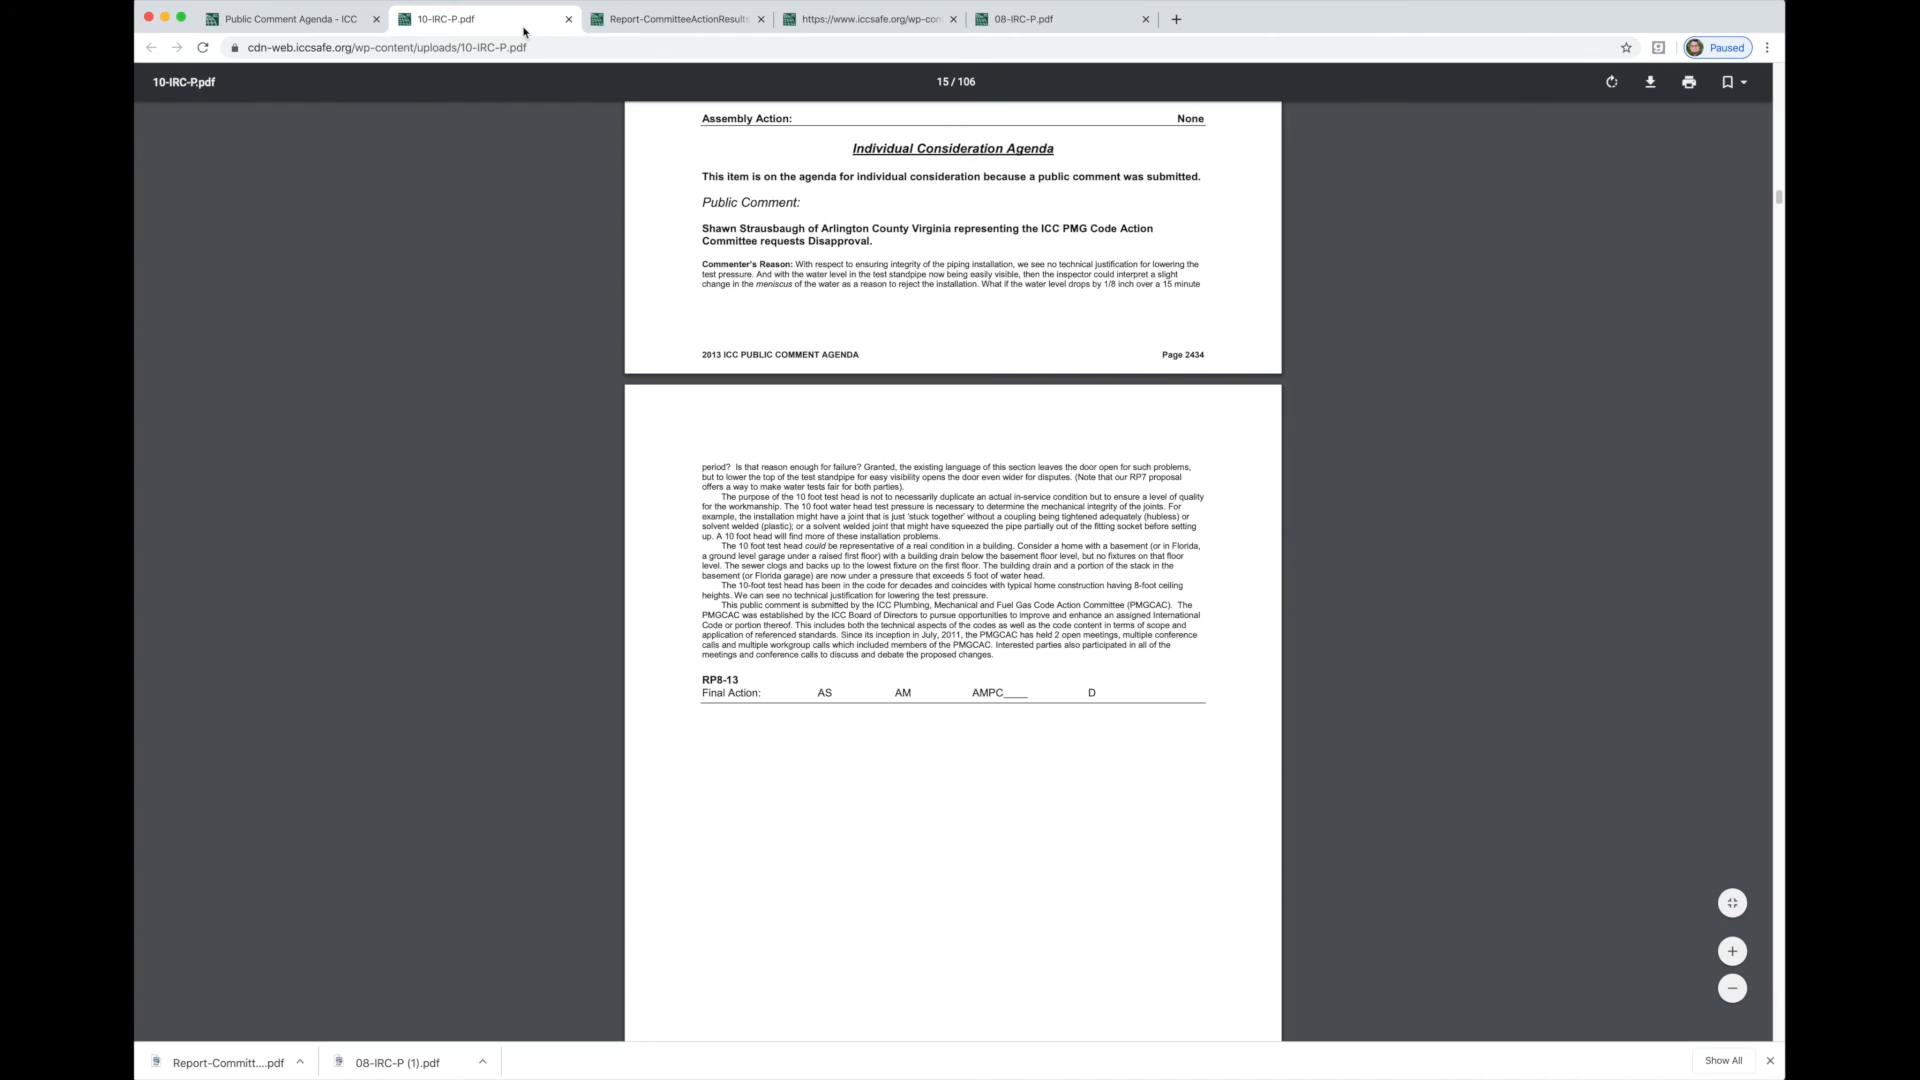 Public Comment Agenda - ICC
10-IRC-P.pdf
Report-CommitteeActionResults
https://www.iccsafe.org/wp-con
08-IRC-P.pdf
cdn-web.iccsafe.org/wp-content/uploads/10-IRC-P.pdf
Paused
10-IRC-P.pdf
15 / 106
Assembly Action: None
Individual Consideration Agenda
This item is on the agenda for individual consideration because a public comment was submitted.
Public Comment:
Shawn Strausbaugh of Arlington County Virginia representing the ICC PMG Code Action
Committee requests Disapproval.
Commenter's Reason: With respect to ensuring integrity of the piping installation, we see no technical justification for lowering the
test pressure. And with the water level in the test standpipe now being easily visible, then the inspector could interpret a slight
change in the meniscus of the water as a reason to reject the installation. What if the water level drops by 1/8 inch over a 15 minute
2013 ICC PUBLIC COMMENT AGENDA Page 2434
period? Is that reason enough for failure? Granted, the existing language of this section leaves the door open for such problems,
but to lower the top of the test standpipe for easy visibility opens the door even wider for disputes. (Note that our RP7 proposal
offers a way to make water tests fair for both parties).
The purpose of the 10 foot test head is not to necessarily duplicate an actual in-service condition but to ensure a level of quality
for the workmanship. The 10 foot water head test pressure is necessary to determine the mechanical integrity of the joints. For
example, the installation might have a joint that is just 'stuck together' without a coupling being tightened adequately (hubless) or
solvent welded (plastic); or a solvent welded joint that might have squeezed the pipe partially out of the fitting socket before setting
up. A 10 foot head will find more of these installation problems.
The 10 foot test head could be representative of a real condition in a building. Consider a home with a basement (or in Florida,
a ground level garage under a raised first floor) with a building drain below the basement floor level, but no fixtures on that floor
level. The sewer clogs and backs up to the lowest fixture on the first floor. The building drain and a portion of the stack in the
basement (or Florida garage) are now under a pressure that exceeds 5 foot of water head.
The 10-foot test head has been in the code for decades and coincides with typical home construction having 8-foot ceiling
heights. We can see no technical justification for lowering the test pressure.
This public comment is submitted by the ICC Plumbing, Mechanical and Fuel Gas Code Action Committee (PMGCAC). The
PMGCAC was established by the ICC Board of Directors to pursue opportunities to improve and enhance an assigned International
Code or portion thereof. This includes both the technical aspects of the codes as well as the code content in terms of scope and
application of referenced standards. Since its inception in July, 2011, the PMGCAC has held 2 open meetings, multiple conference
calls and multiple workgroup calls which included members of the PMGCAC. Interested parties also participated in all of the
meetings and conference calls to discuss and debate the proposed changes.
RP8-13
Final Action: AS AM AMPC____ D
Report-Committ....pdf
08-IRC-P (1).pdf
Show All